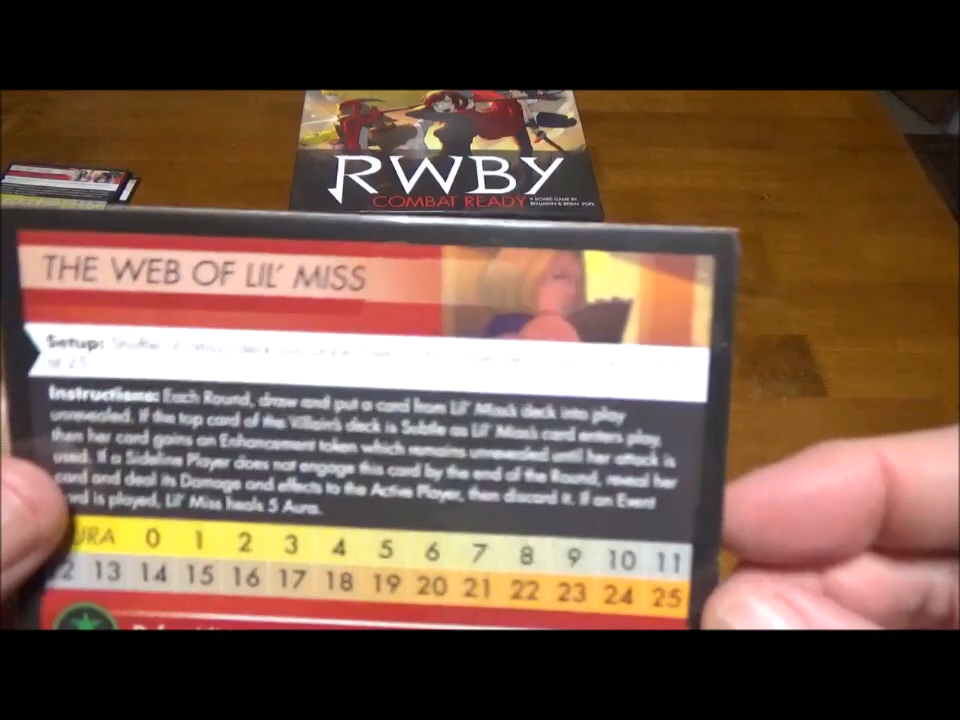 RWBY
COMBAT READY
A BOARD GAME BY
THE WEB OF LIL' MISS
Setup: Shuffle
at 25
Instructions: Each Round, draw and put a card from Lil' Miss's deck into play
unrevealed. If the top card of the Villain's deck is Subtle as Lil' Miss's card enters play,
then her card gains an Enhancement token which remains unrevealed until her attack is
used. If a Sideline Player does not engage this card by the end of the Round, reveal her
card and deal its Damage and effects to the Active Player, then discard it. If an Event
is played, Lil' Miss heals 5 Aura.
0 1 2 3 4 5 6 7 8 9 10 11
13 14 15 16 17 18 19 20 21 22 23 24 25